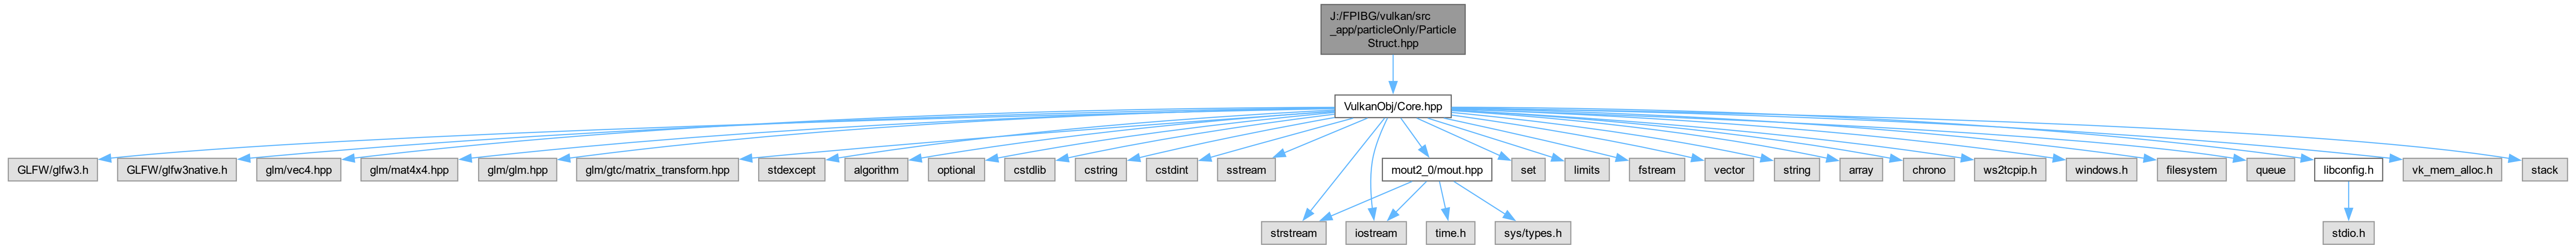 J:/FPIBG/vulkan/src
_app/particleOnly/Particle
Struct.hpp
VulkanObj/Core.hpp
GLFW/glfw3.h
GLFW/glfw3native.h
glm/vec4.hpp
glm/mat4x4.hpp
glm/glm.hpp
glm/gtc/matrix_transform.hpp
stdexcept
algorithm
optional
cstdlib
cstring
cstdint
sstream
mout2_0/mout.hpp
set
limits
fstream
vector
string
array
chrono
ws2tcpip.h
windows.h
filesystem
queue
libconfig.h
vk_mem_alloc.h
stack
strstream
iostream
time.h
sys/types.h
stdio.h